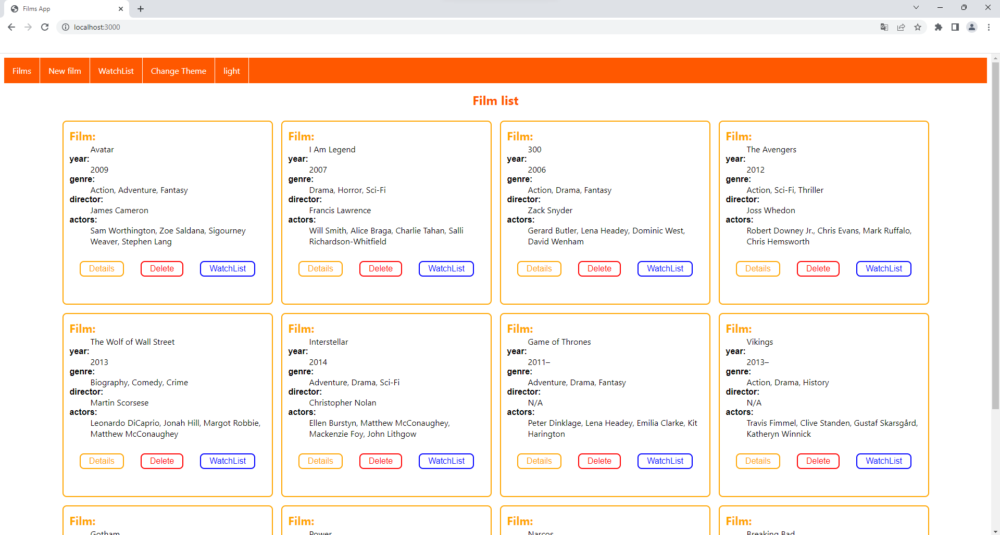 Films App
localhost:3000
Films New film WatchList Change Theme light
Film list
Film:
Avatar
year:
2009
genre:
Action, Adventure, Fantasy
director:
James Cameron
actors:
Sam Worthington, Zoe Saldana, Sigourney
Weaver, Stephen Lang
Details Delete WatchList
Film:
I Am Legend
year:
2007
genre:
Drama, Horror, Sci-Fi
director:
Francis Lawrence
actors:
Will Smith, Alice Braga, Charlie Tahan, Salli
Richardson-Whitfield
Details Delete WatchList
Film:
300
year:
2006
genre:
Action, Drama, Fantasy
director:
Zack Snyder
actors:
Gerard Butler, Lena Headey, Dominic West,
David Wenham
Details Delete WatchList
Film:
The Avengers
year:
2012
genre:
Action, Sci-Fi, Thriller
director:
Joss Whedon
actors:
Robert Downey Jr., Chris Evans, Mark Ruffalo,
Chris Hemsworth
Details Delete WatchList
Film:
The Wolf of Wall Street
year:
2013
genre:
Biography, Comedy, Crime
director:
Martin Scorsese
actors:
Leonardo DiCaprio, Jonah Hill, Margot Robbie,
Matthew McConaughey
Details Delete WatchList
Film:
Interstellar
year:
2014
genre:
Adventure, Drama, Sci-Fi
director:
Christopher Nolan
actors:
Ellen Burstyn, Matthew McConaughey,
Mackenzie Foy, John Lithgow
Details Delete WatchList
Film:
Game of Thrones
year:
2011–
genre:
Adventure, Drama, Fantasy
director:
N/A
actors:
Peter Dinklage, Lena Headey, Emilia Clarke, Kit
Harington
Details Delete WatchList
Film:
Vikings
year:
2013–
genre:
Action, Drama, History
director:
N/A
actors:
Travis Fimmel, Clive Standen, Gustaf Skarsgård,
Katheryn Winnick
Details Delete WatchList
Film:
Gotham
Film:
Power
Film:
Narcos
Film:
Breaking Bad